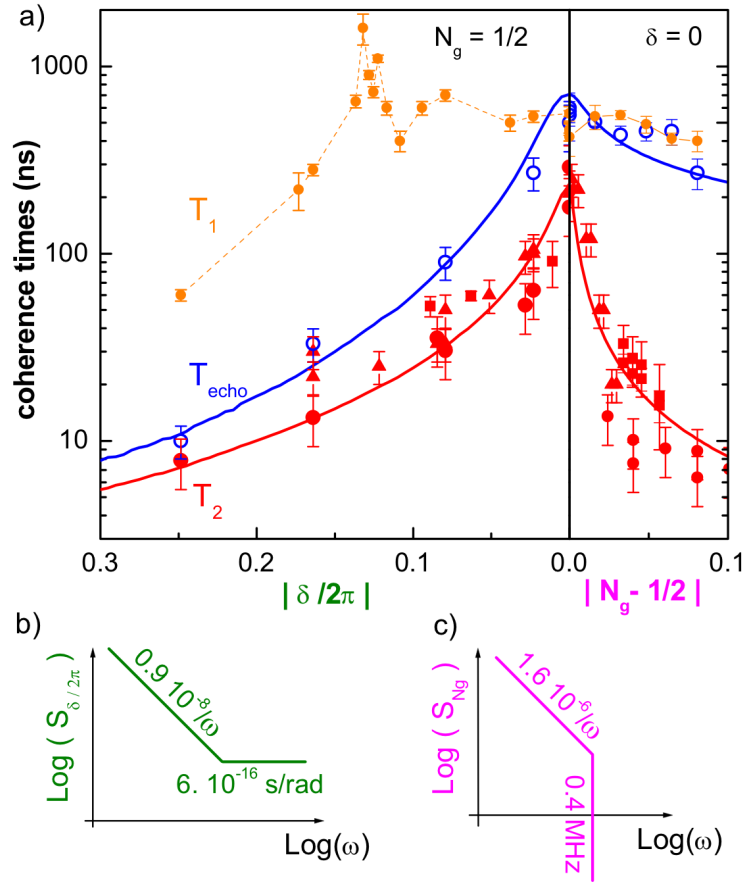 a)
N_g = 1/2
δ = 0
1000
100
10
coherence times (ns)
T_1
T_echo
T_2
0.3
0.2
0.1
0.0
0.1
| δ /2π |
| N_g - 1/2 |
b)
Log ( S_δ / 2π )
0.9 10^-8/ω
6. 10^-16 s/rad
Log(ω)
c)
Log ( S_Ng )
1.6 10^-6/ω
0.4 MHz
Log(ω)